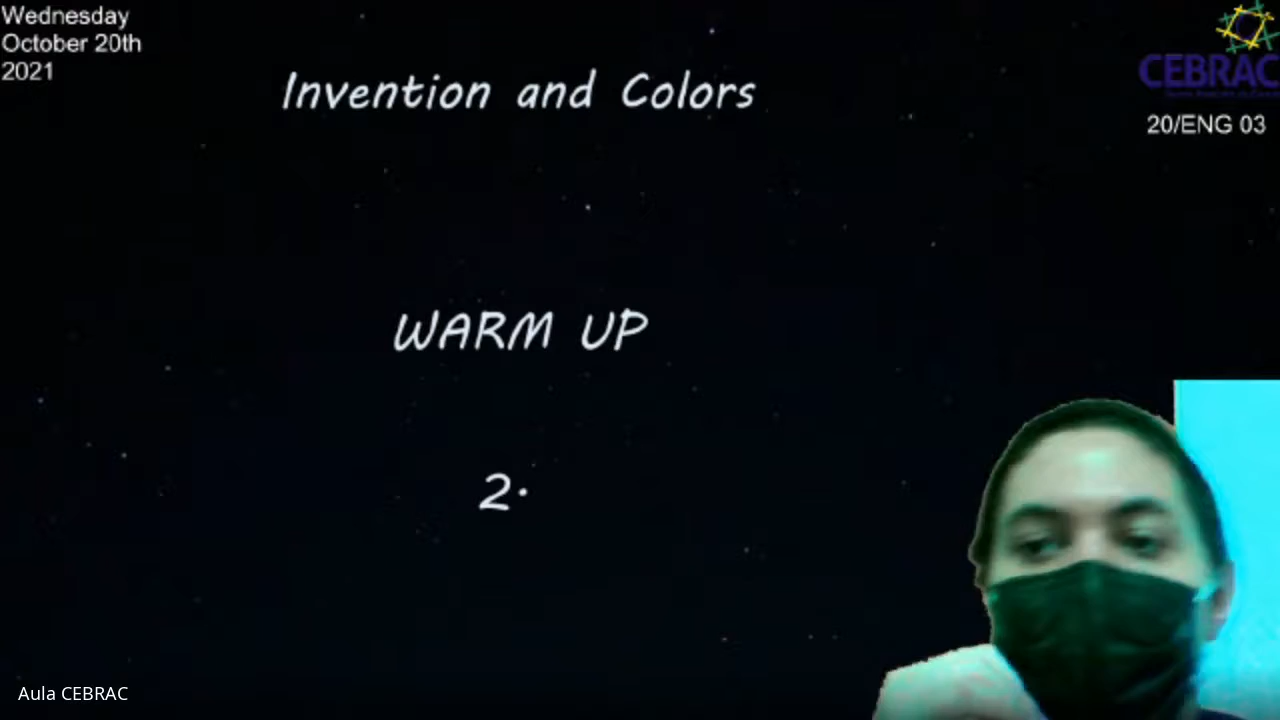 Wednesday
October 20th
2021
Invention and Colors
CEBRAC
20/ENG 03
WARM UP
2.
Aula CEBRAC